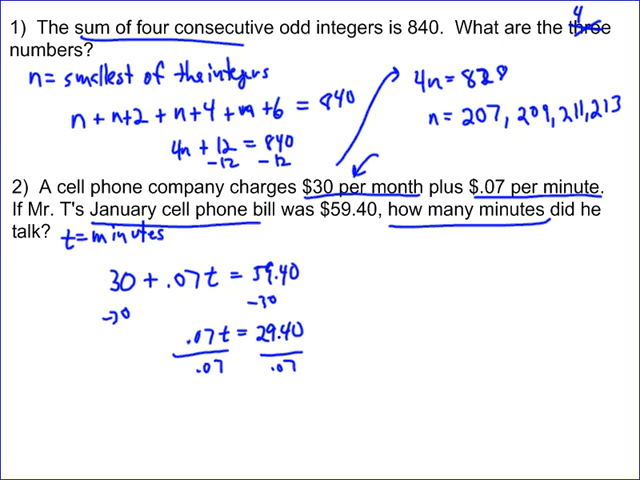 1) The sum of four consecutive odd integers is 840. What are the three 4
numbers?
n = smallest of the integers
n + n+2 + n+4 + n+6 = 840
4n + 12 = 840
-12 -12
4n = 828
n = 207, 209, 211, 213
2) A cell phone company charges $30 per month plus $.07 per minute.
If Mr. T's January cell phone bill was $59.40, how many minutes did he
talk? t = minutes
30 + .07t = 59.40
-30 -30
.07t = 29.40
.07 .07